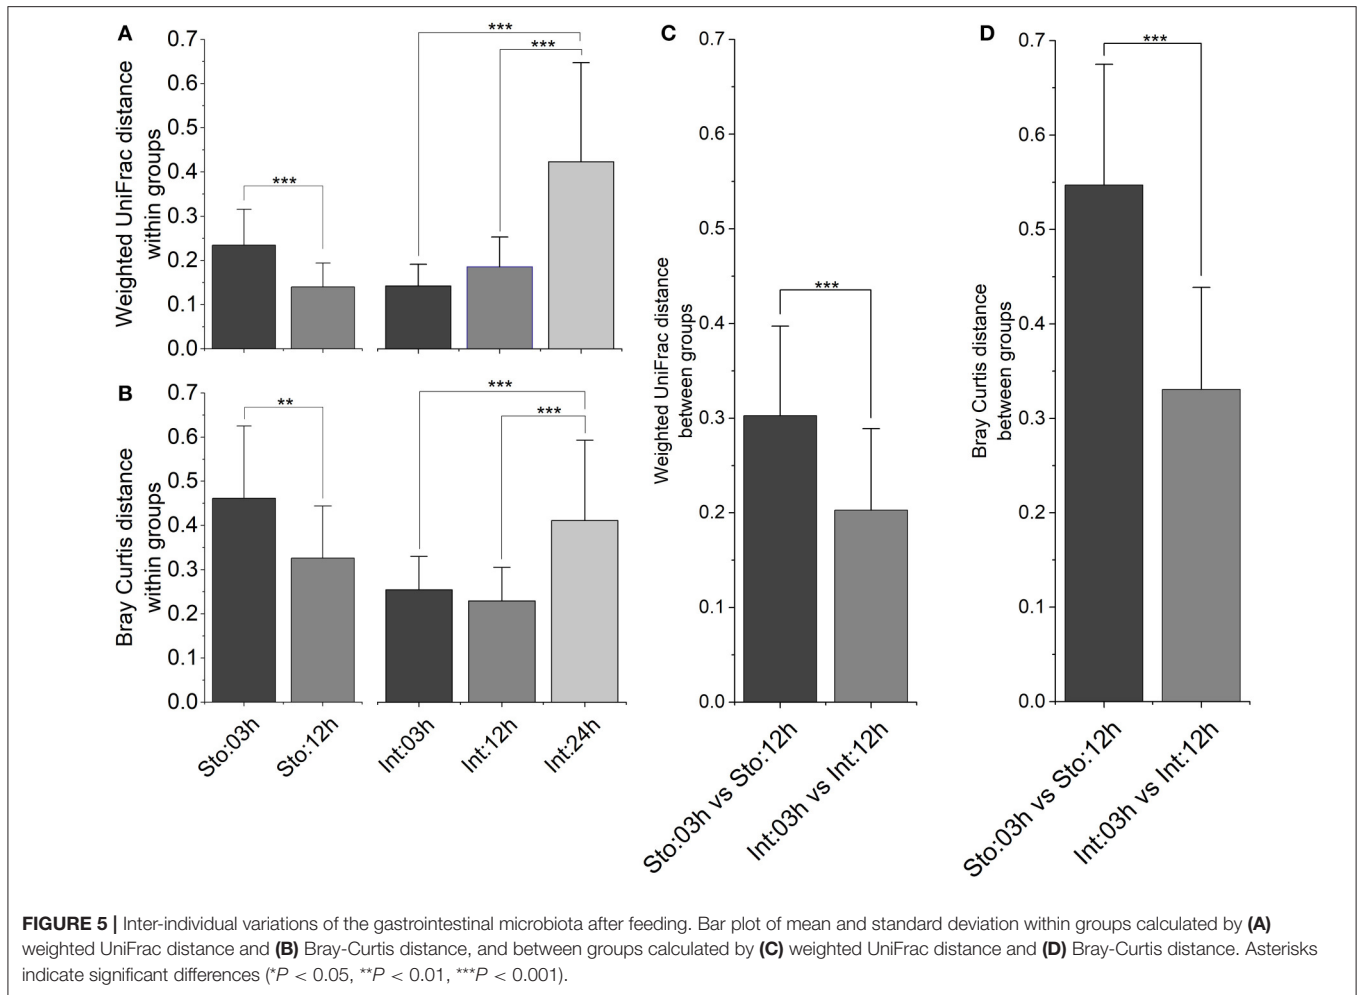 A
Weighted UniFrac distance
within groups
0.7
0.6
0.5
0.4
0.3
0.2
0.1
0.0
***
***
***
B
Bray Curtis distance
within groups
0.7
0.6
0.5
0.4
0.3
0.2
0.1
0.0
**
***
***
Sto:03h
Sto:12h
Int:03h
Int:12h
Int:24h
C
Weighted UniFrac distance
between groups
0.7
0.6
0.5
0.4
0.3
0.2
0.1
0.0
***
Sto:03h vs Sto:12h
Int:03h vs Int:12h
D
Bray Curtis distance
between groups
0.7
0.6
0.5
0.4
0.3
0.2
0.1
0.0
***
Sto:03h vs Sto:12h
Int:03h vs Int:12h
FIGURE 5 | Inter-individual variations of the gastrointestinal microbiota after feeding. Bar plot of mean and standard deviation within groups calculated by (A)
weighted UniFrac distance and (B) Bray-Curtis distance, and between groups calculated by (C) weighted UniFrac distance and (D) Bray-Curtis distance. Asterisks
indicate significant differences (*P < 0.05, **P < 0.01, ***P < 0.001).